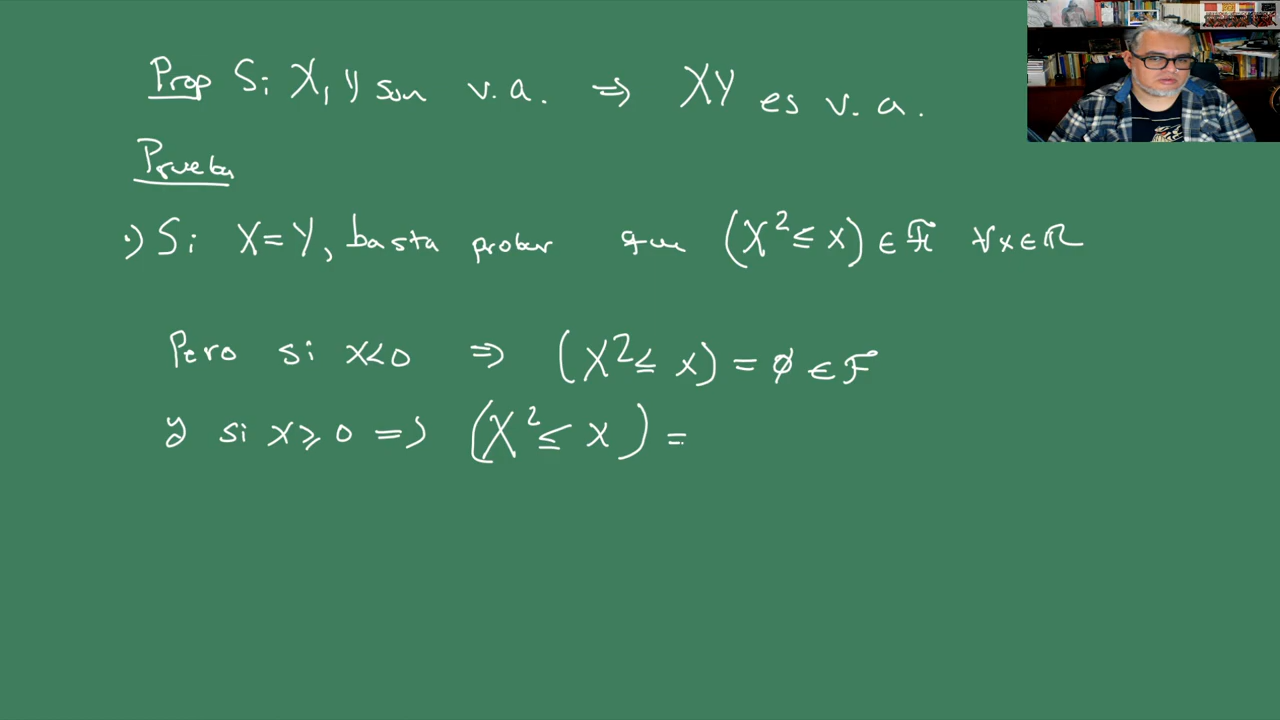 Prop Si X, Y son v.a. ⇒ XY es v.a.
Prueba
·) Si X=Y, basta probar que (X² ≤ x) ∈ ℱ ∀x∈ℝ
Pero si x<0 ⇒ (X² ≤ x) = ∅ ∈ ℱ
Y si x⩾0 ⇒ (X² ≤ x) =